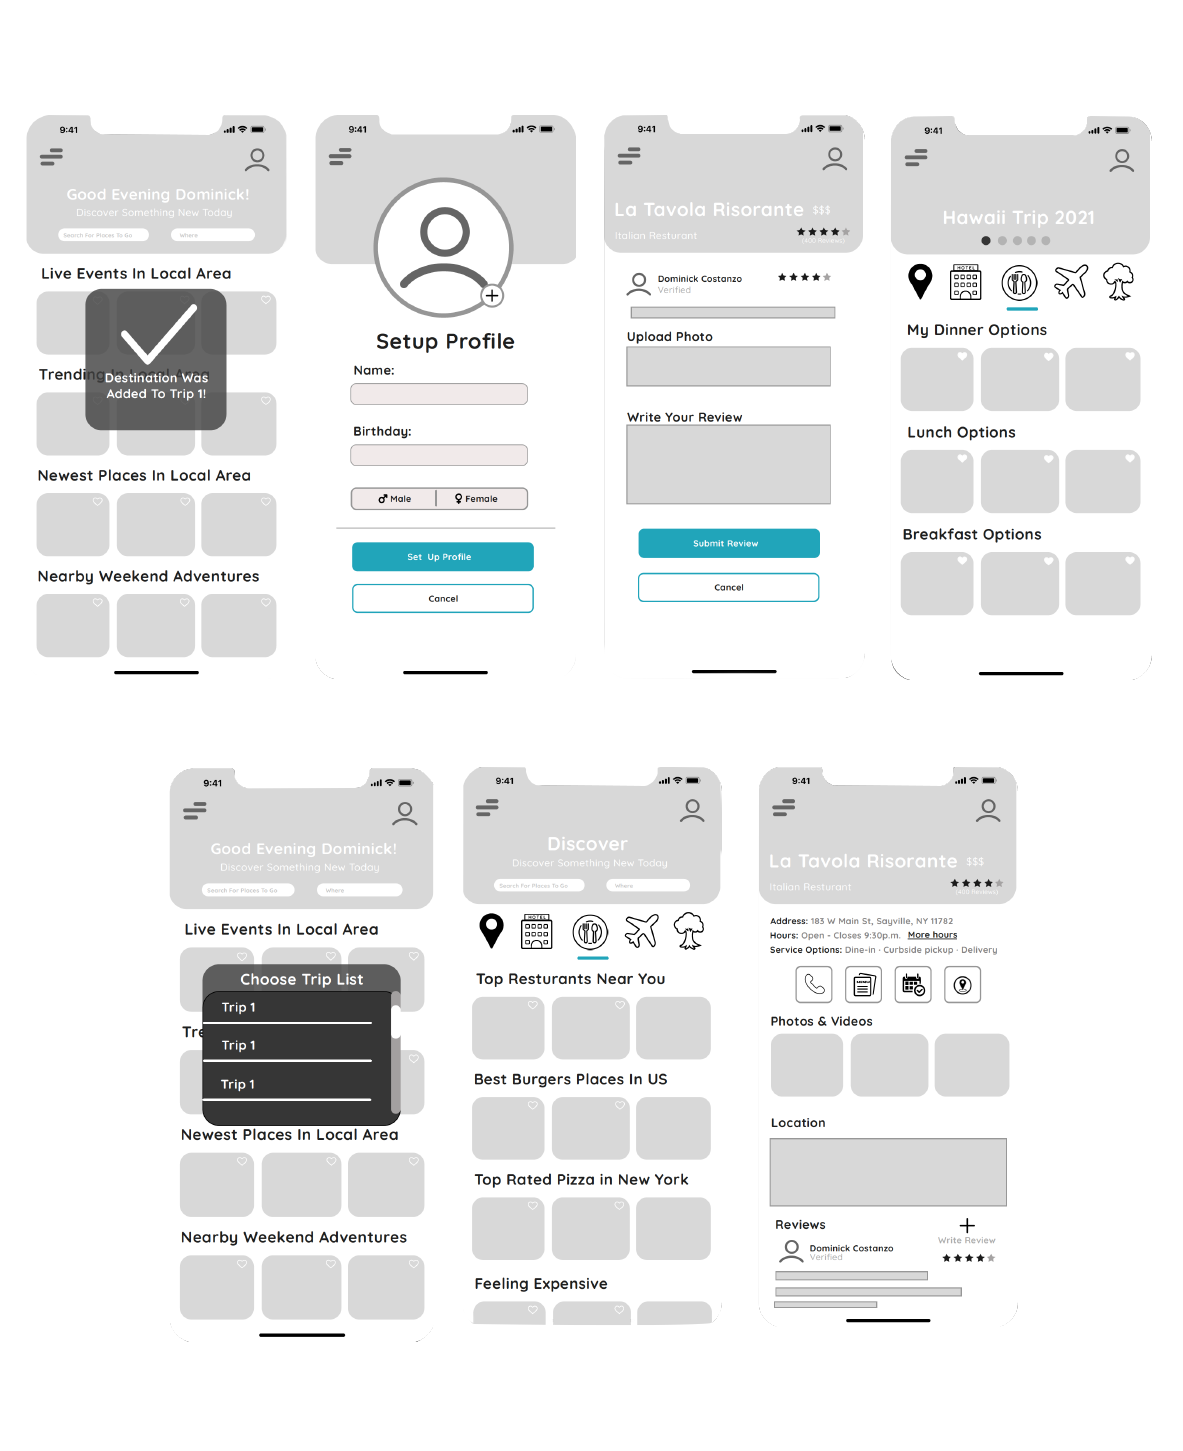 9:41
Good Evening Dominick!
Discover Something New Today
Search For Places To Go
Where
Live Events In Local Area
Trending In Local Area
Destination Was
Added To Trip 1!
Newest Places In Local Area
Nearby Weekend Adventures
9:41
Setup Profile
Name:
Birthday:
Male
Female
Set Up Profile
Cancel
9:41
La Tavola Risorante $$$
Italian Resturant
(400 Reviews)
Dominick Costanzo
Verified
Upload Photo
Write Your Review
Submit Review
Cancel
9:41
Hawaii Trip 2021
HOTEL
My Dinner Options
Lunch Options
Breakfast Options
9:41
Good Evening Dominick!
Discover Something New Today
Search For Places To Go
Where
Live Events In Local Area
Choose Trip List
Trip 1
Tre
Trip 1
Trip 1
Newest Places In Local Area
Nearby Weekend Adventures
9:41
Discover
Discover Something New Today
Search For Places To Go
Where
HOTEL
Top Resturants Near You
Best Burgers Places In US
Top Rated Pizza in New York
Feeling Expensive
9:41
La Tavola Risorante $$$
Italian Resturant
(400 Reviews)
Address: 183 W Main St, Sayville, NY 11782
Hours: Open - Closes 9:30p.m. More hours
Service Options: Dine-in · Curbside pickup · Delivery
Photos & Videos
Location
Reviews
Write Review
Dominick Costanzo
Verified